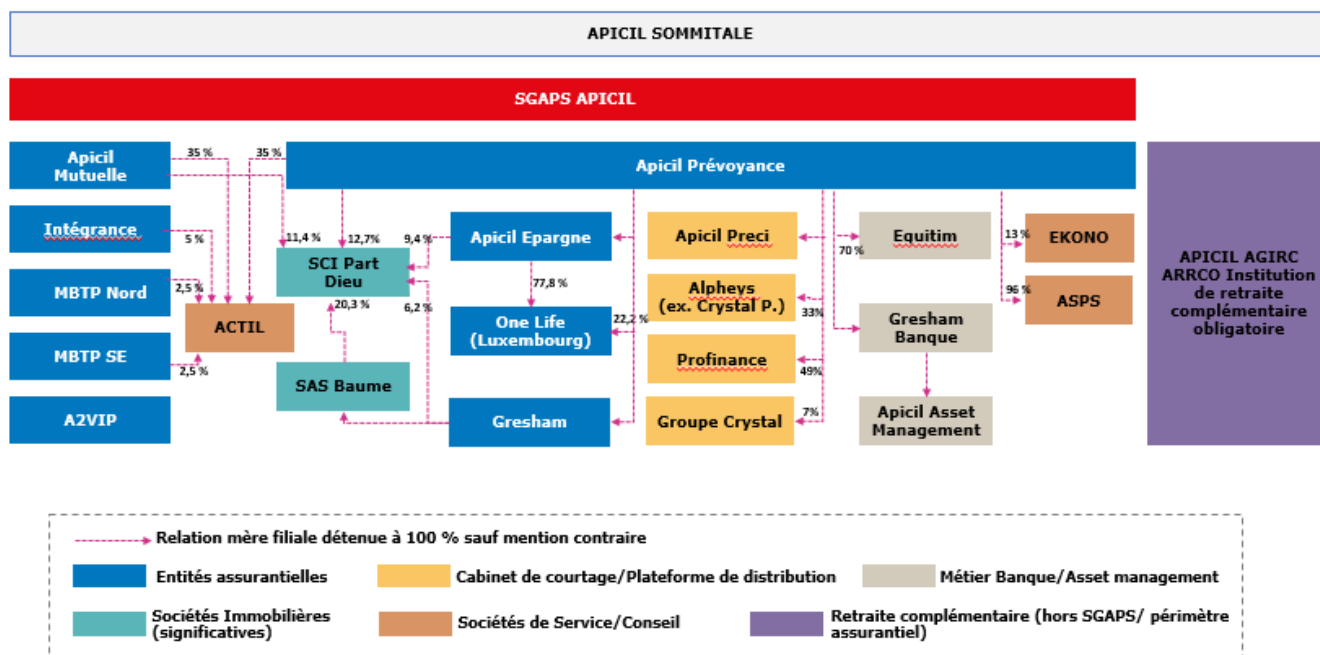 APICIL SOMMITALE
SGAPS APICIL
Apicil
Mutuelle
35 %
35 %
Apicil Prévoyance
Intégrance
5 %
11,4 %
12,7%
9,4 %
Apicil Epargne
Apicil Preci
70 %
Equitim
13 %
EKONO
SCI Part
Dieu
MBTP Nord
2,5 %
20,3 %
6,2 %
77,8 %
Alpheys
(ex. Crystal P.)
33%
96 %
ASPS
APICIL AGIRC
ARRCO Institution
de retraite
complémentaire
obligatoire
ACTIL
One Life
(Luxembourg)
22,2 %
Gresham
Banque
MBTP SE
2,5 %
SAS Baume
Profinance
49%
A2VIP
Gresham
Groupe Crystal
7%
Apicil Asset
Management
Relation mère filiale détenue à 100 % sauf mention contraire
Entités assurantielles
Cabinet de courtage/Plateforme de distribution
Métier Banque/Asset management
Sociétés Immobilières
(significatives)
Sociétés de Service/Conseil
Retraite complémentaire (hors SGAPS/ périmètre
assurantiel)